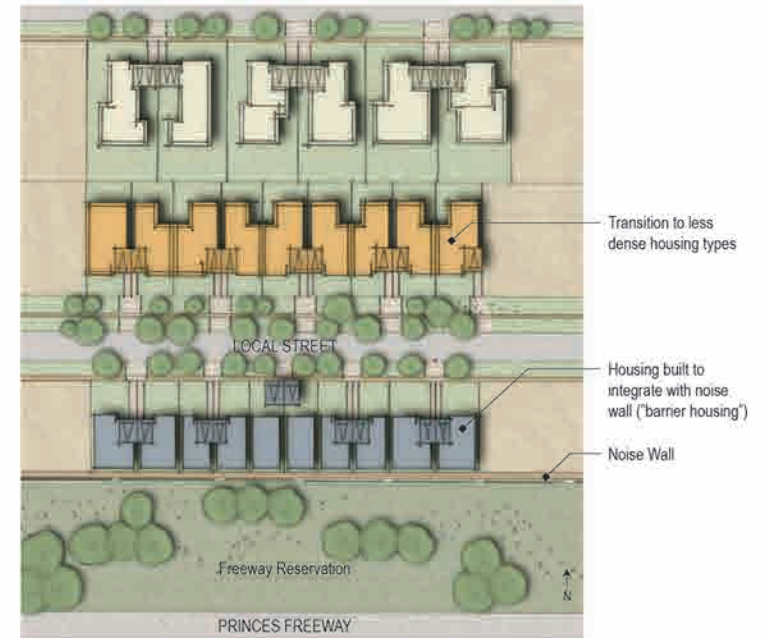 Transition to less
dense housing types
LOCAL STREET
Housing built to
integrate with noise
wall ("barrier housing")
Noise Wall
Freeway Reservation
N
PRINCES FREEWAY